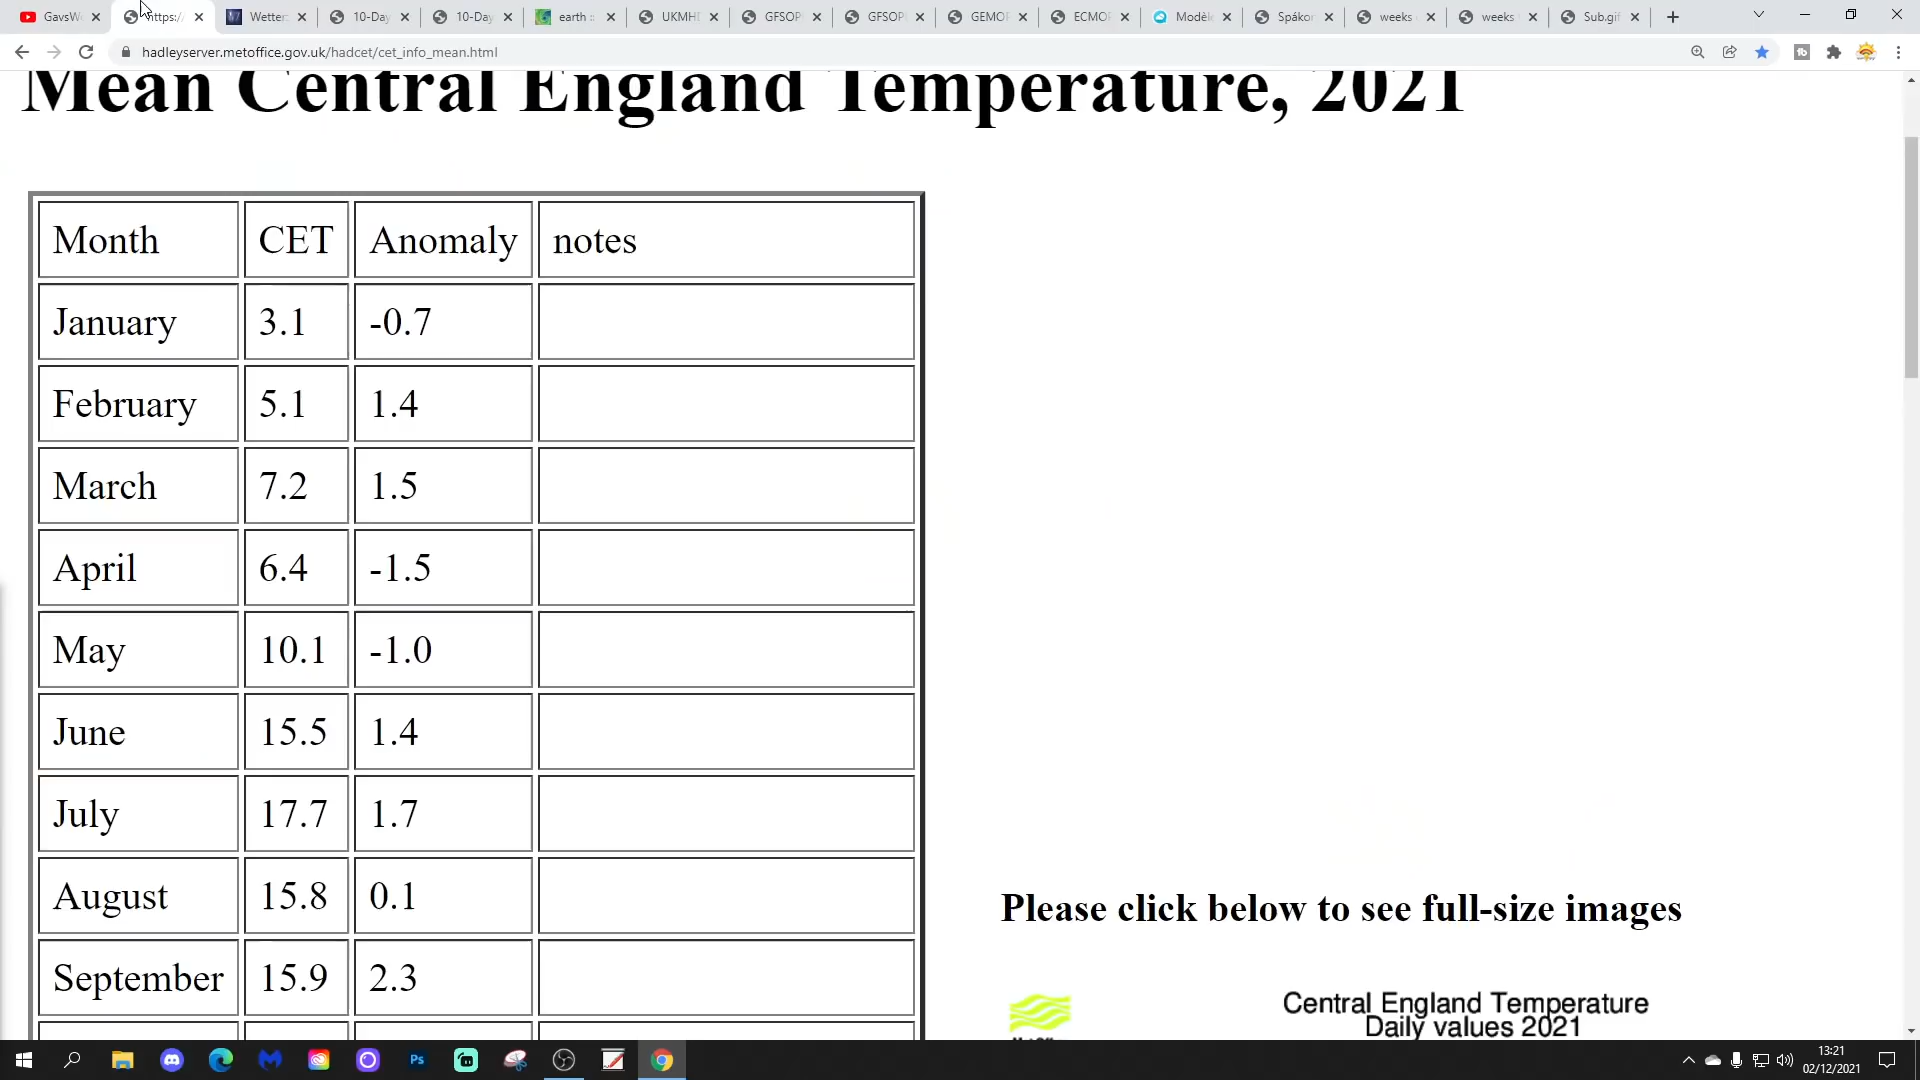 GavsW
https:/
Wetter
10-Day
10-Day
earth ::
UKMHI
GFSOP
GFSOP
GEMOP
ECMOP
Modèle
Spákor
weeks
weeks
Sub.gif
hadleyserver.metoffice.gov.uk/hadcet/cet_info_mean.html
Mean Central England Temperature, 2021
Month CET Anomaly notes
January 3.1 -0.7
February 5.1 1.4
March 7.2 1.5
April 6.4 -1.5
May 10.1 -1.0
June 15.5 1.4
July 17.7 1.7
August 15.8 0.1
September 15.9 2.3
Please click below to see full-size images
Central England Temperature
Daily values 2021
Ps
13:21
02/12/2021